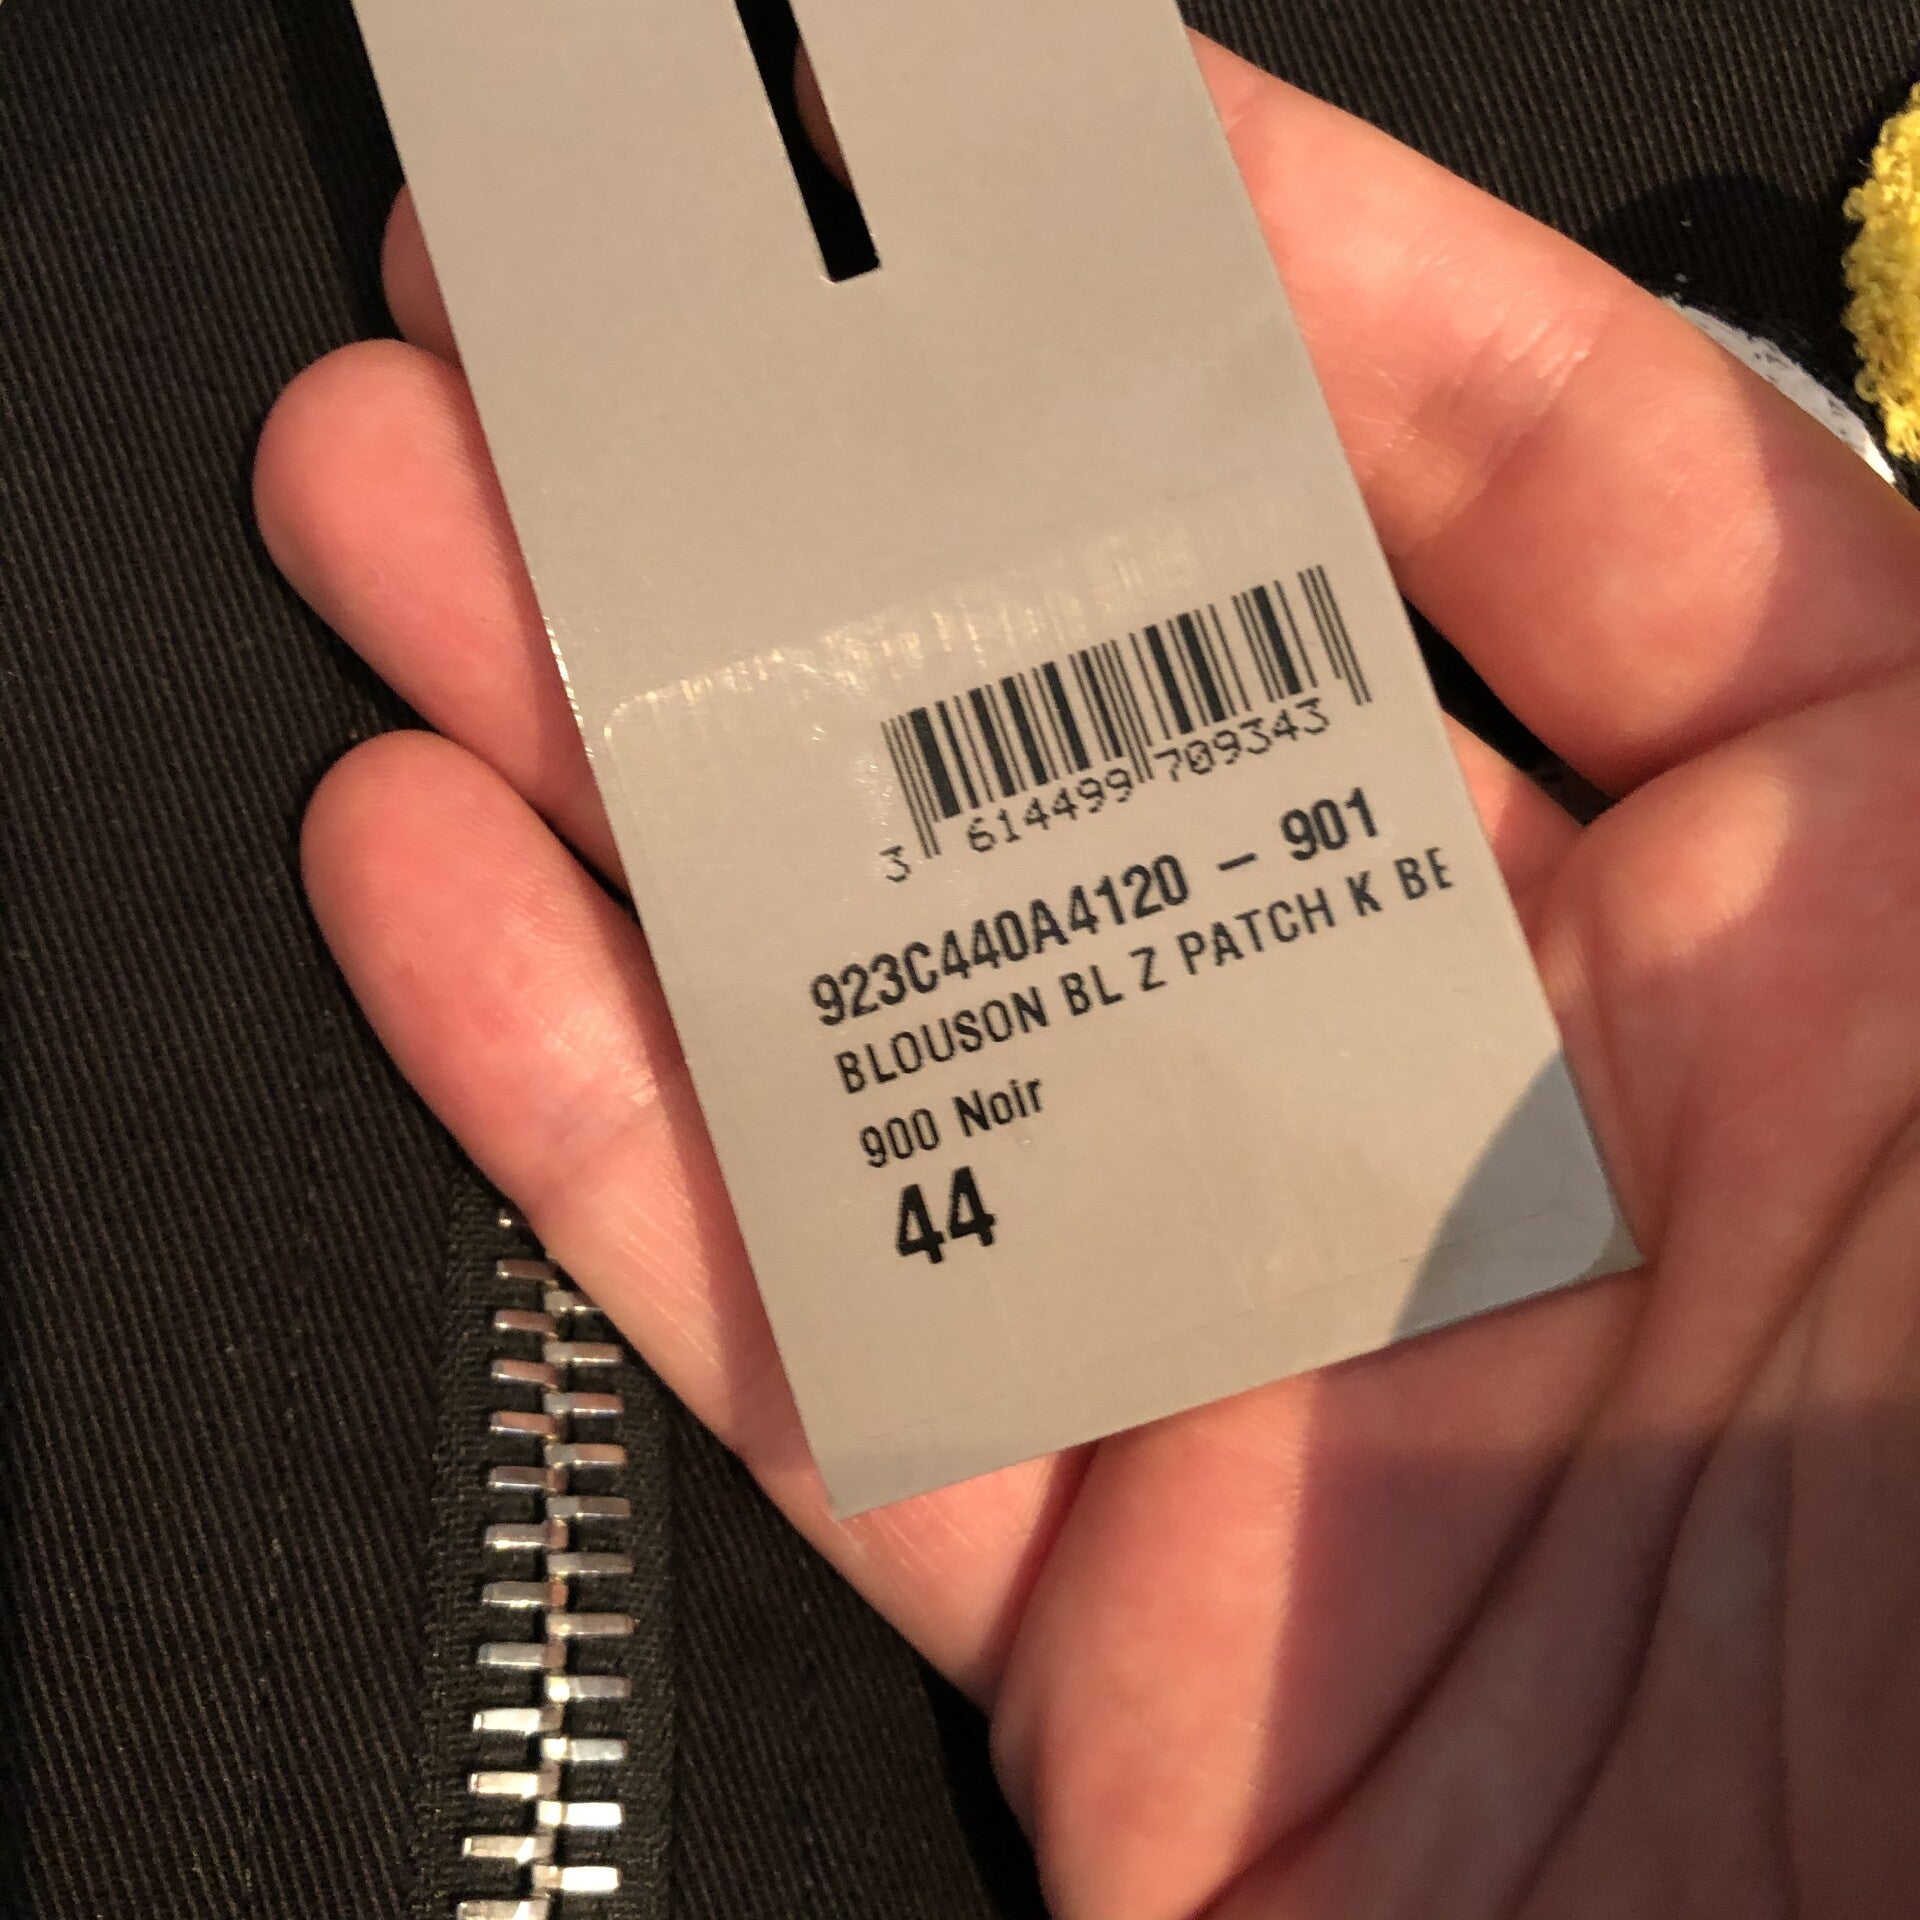 3 614499 709343
923C440A4120 - 901
BLOUSON BL Z PATCH K BE
900 Noir
44